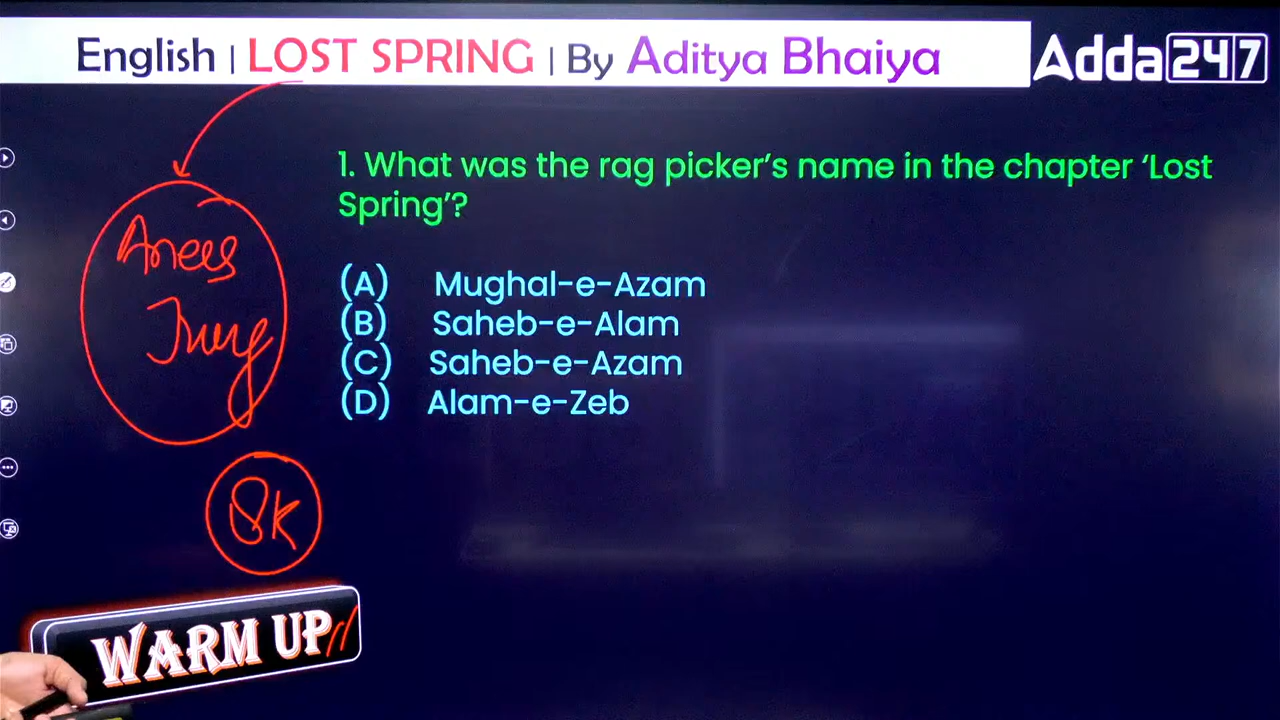 English | LOST SPRING | By Aditya Bhaiya
Adda247
1. What was the rag picker's name in the chapter 'Lost
Spring'?
(A) Mughal-e-Azam
(B) Saheb-e-Alam
(C) Saheb-e-Azam
(D) Alam-e-Zeb
Anees
Jung
8K
WARM UP